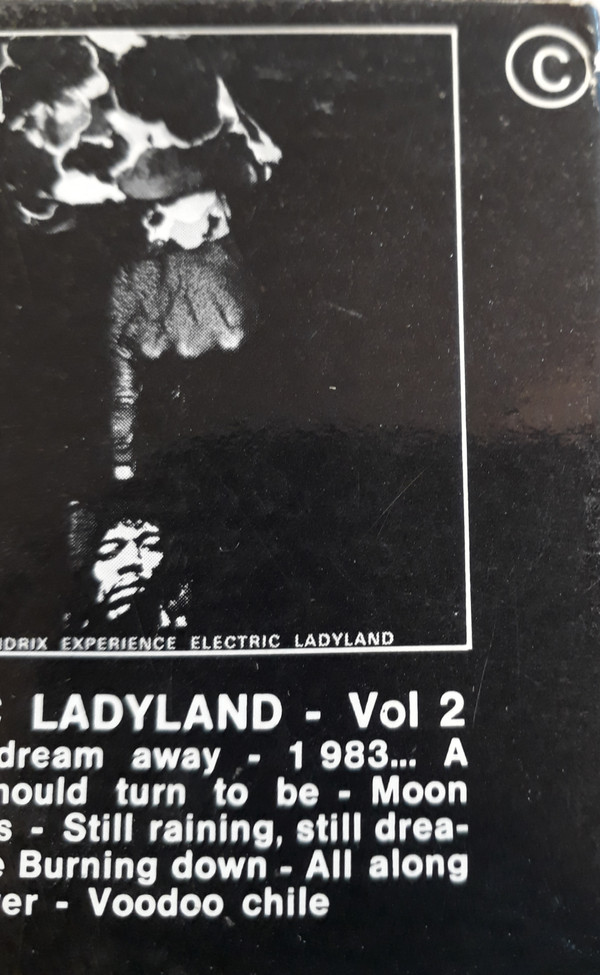 ©
NDRIX EXPERIENCE ELECTRIC LADYLAND
C LADYLAND - Vol 2
dream away - 1 983... A
hould turn to be - Moon
s - Still raining, still drea-
e Burning down - All along
er - Voodoo chile